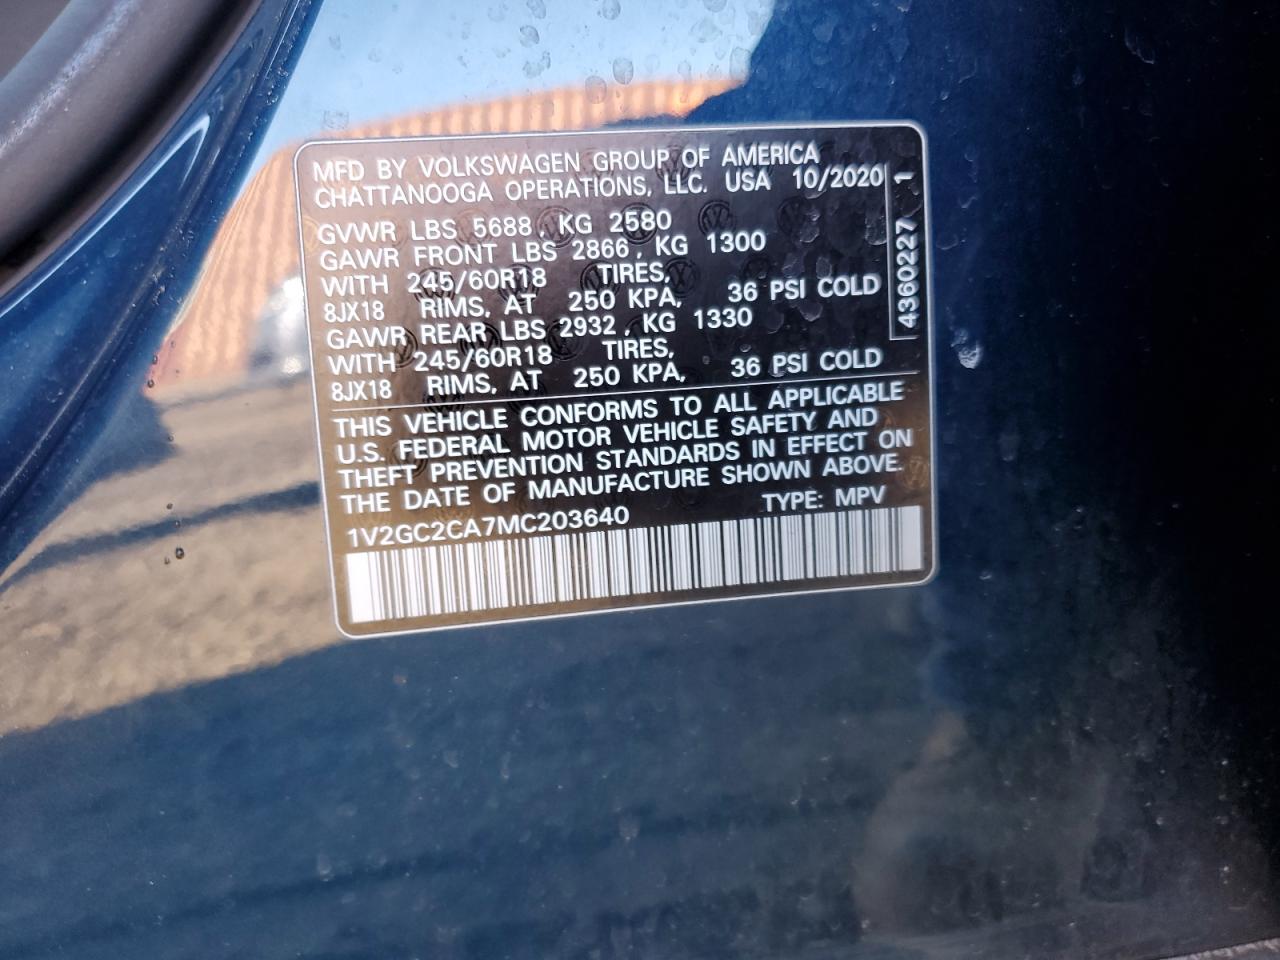 MFD BY VOLKSWAGEN GROUP OF AMERICA
CHATTANOOGA OPERATIONS, LLC. USA 10/2020
GVWR LBS 5688, KG 2580
GAWR FRONT LBS 2866, KG 1300
WITH 245/60R18 TIRES,
8JX18 RIMS, AT 250 KPA, 36 PSI COLD
GAWR REAR LBS 2932, KG 1330
WITH 245/60R18 TIRES,
8JX18 RIMS, AT 250 KPA, 36 PSI COLD
THIS VEHICLE CONFORMS TO ALL APPLICABLE
U.S. FEDERAL MOTOR VEHICLE SAFETY AND
THEFT PREVENTION STANDARDS IN EFFECT ON
THE DATE OF MANUFACTURE SHOWN ABOVE.
1V2GC2CA7MC203640 TYPE: MPV
4360227 1